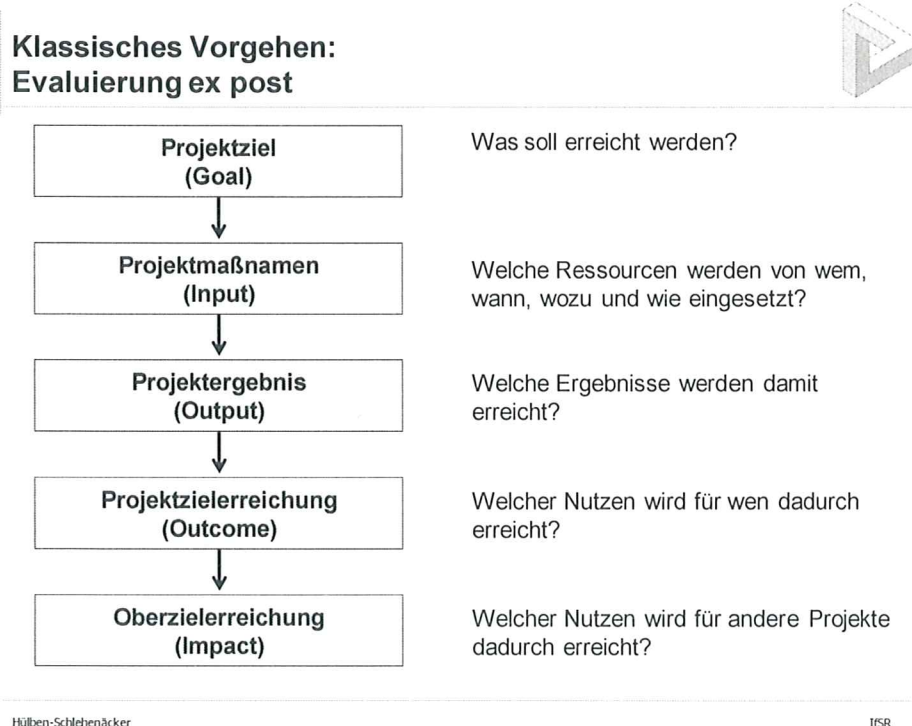 Klassisches Vorgehen:
Evaluierung ex post
Projektziel
(Goal)
Was soll erreicht werden?
Projektmaßnamen
(Input)
Welche Ressourcen werden von wem,
wann, wozu und wie eingesetzt?
Projektergebnis
(Output)
Welche Ergebnisse werden damit
erreicht?
Projektzielerreichung
(Outcome)
Welcher Nutzen wird für wen dadurch
erreicht?
Oberzielerreichung
(Impact)
Welcher Nutzen wird für andere Projekte
dadurch erreicht?
Hülben-Schlehenäcker
IfSR